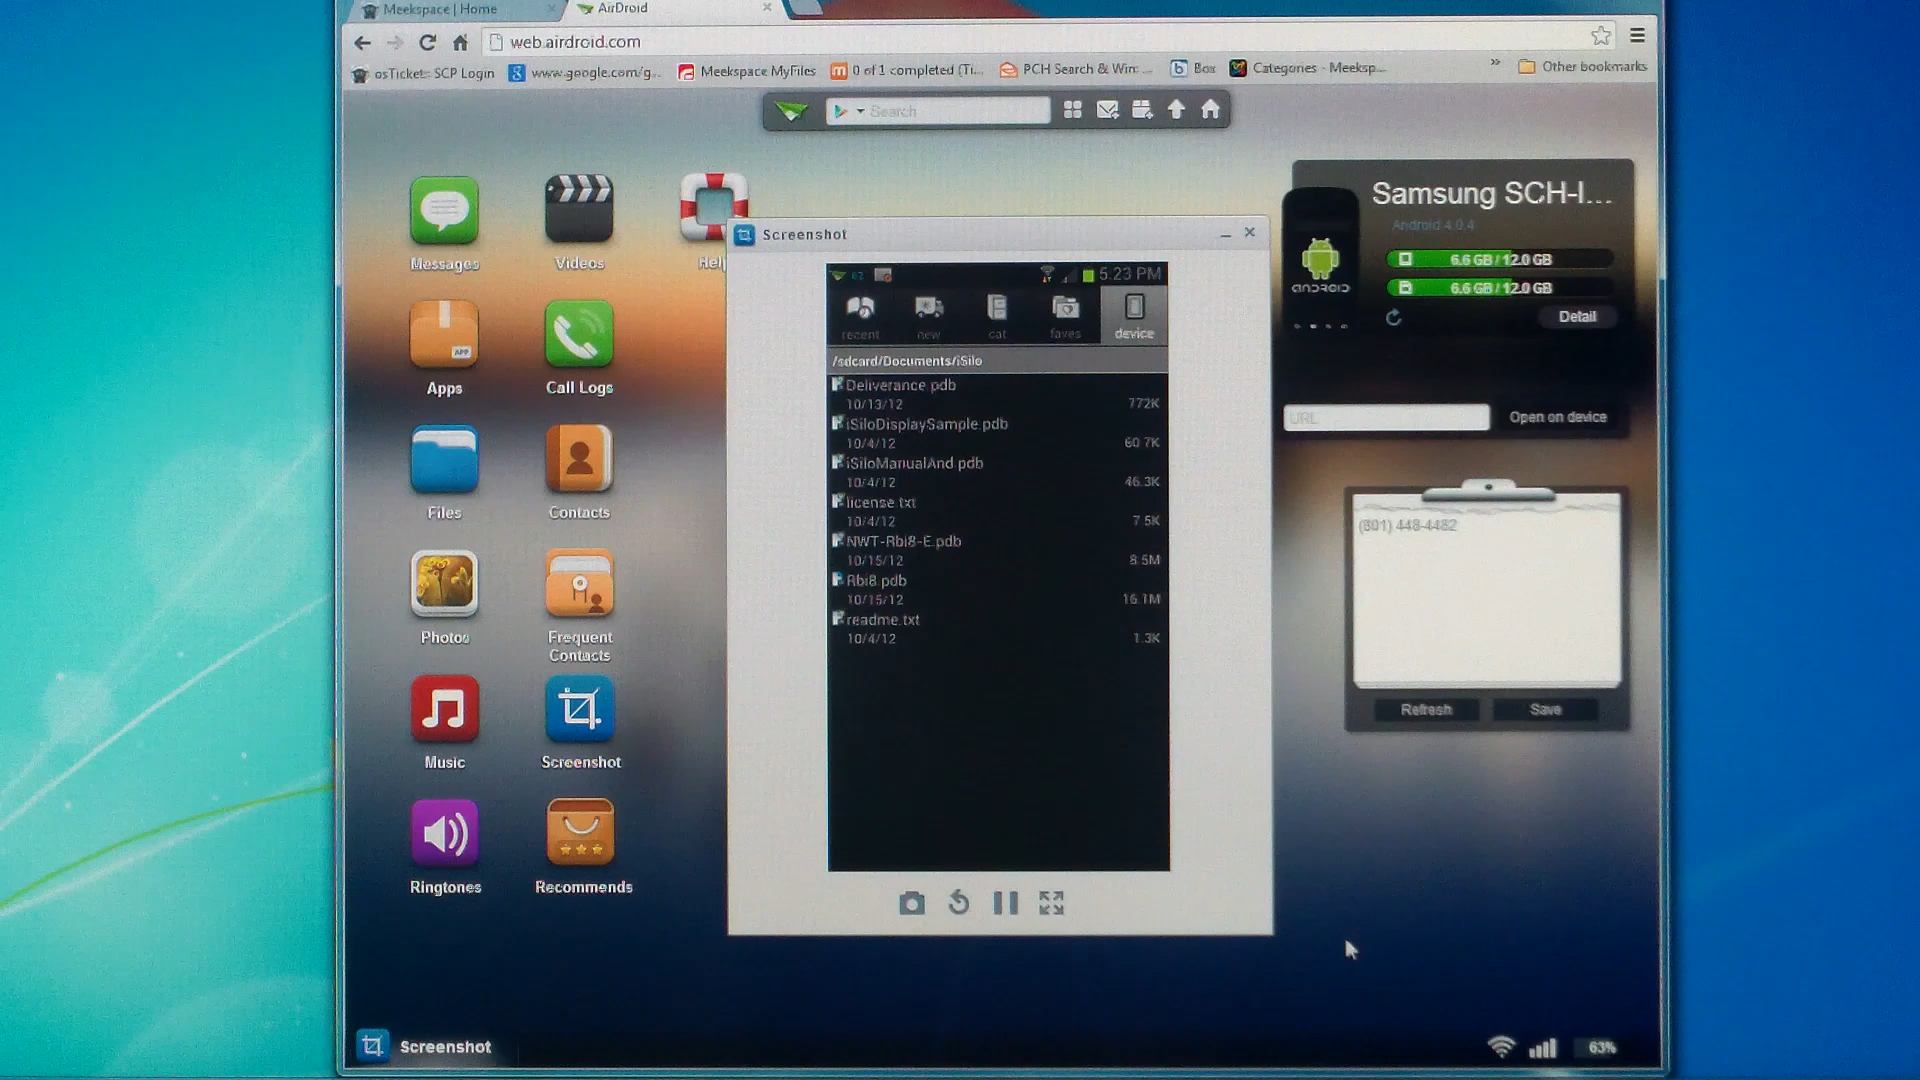 Meekspace | Home
AirDroid
web.airdroid.com
osTicket:: SCP Login
www.google.com/g...
Meekspace MyFiles
0 of 1 completed (Ti...
PCH Search & Win: ...
Box
Categories - Meeksp...
»
Other bookmarks
Search
Messages
Videos
Help
Apps
APP
Call Logs
Files
Contacts
Photos
Frequent
Contacts
Music
Screenshot
Ringtones
Recommends
Screenshot
5:23 PM
recent
new
cat
faves
device
/sdcard/Documents/iSilo
Deliverance.pdb
10/13/12 772K
iSiloDisplaySample.pdb
10/4/12 60.7K
iSiloManualAnd.pdb
10/4/12 46.3K
license.txt
10/4/12 7.5K
NWT-Rbi8-E.pdb
10/15/12 8.5M
Rbi8.pdb
10/15/12 16.1M
readme.txt
10/4/12 1.3K
Samsung SCH-I...
Android 4.0.4
ANDROID
6.6 GB / 12.0 GB
6.6 GB / 12.0 GB
Detail
URL
Open on device
(801) 448-4482
Refresh
Save
Screenshot
63%